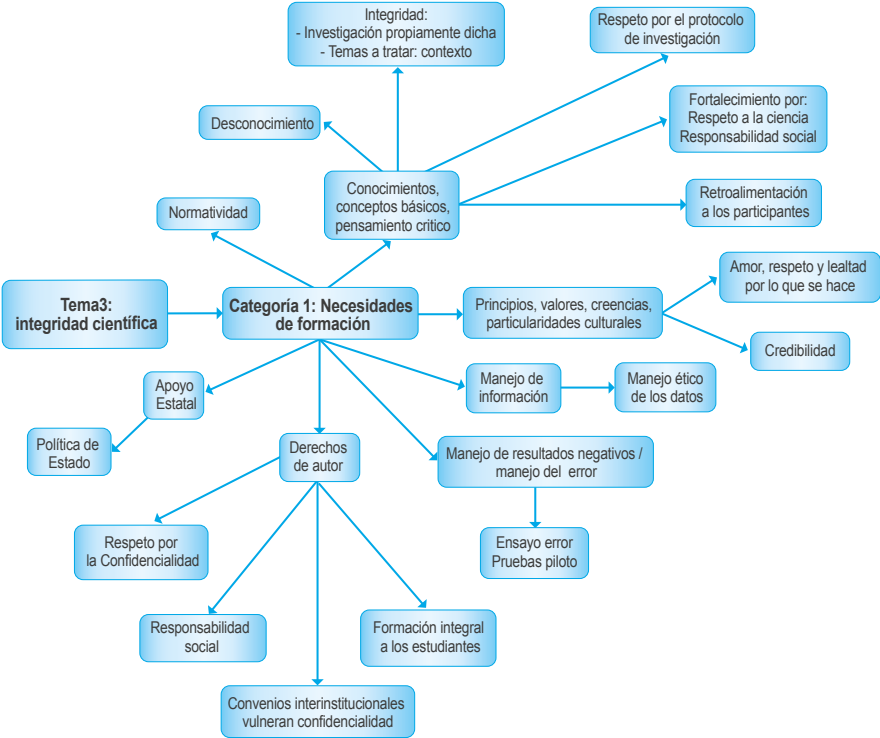 Integridad:
- Investigación propiamente dicha
- Temas a tratar: contexto
Respeto por el protocolo
de investigación
Desconocimiento
Fortalecimiento por:
Respeto a la ciencia
Responsabilidad social
Conocimientos,
conceptos básicos,
pensamiento critico
Retroalimentación
a los participantes
Normatividad
Tema3:
integridad científica
Categoría 1: Necesidades
de formación
Principios, valores, creencias,
particularidades culturales
Amor, respeto y lealtad
por lo que se hace
Credibilidad
Apoyo
Estatal
Manejo de
información
Manejo ético
de los datos
Política de
Estado
Derechos
de autor
Manejo de resultados negativos /
manejo del error
Respeto por
la Confidencialidad
Ensayo error
Pruebas piloto
Responsabilidad
social
Formación integral
a los estudiantes
Convenios interinstitucionales
vulneran confidencialidad